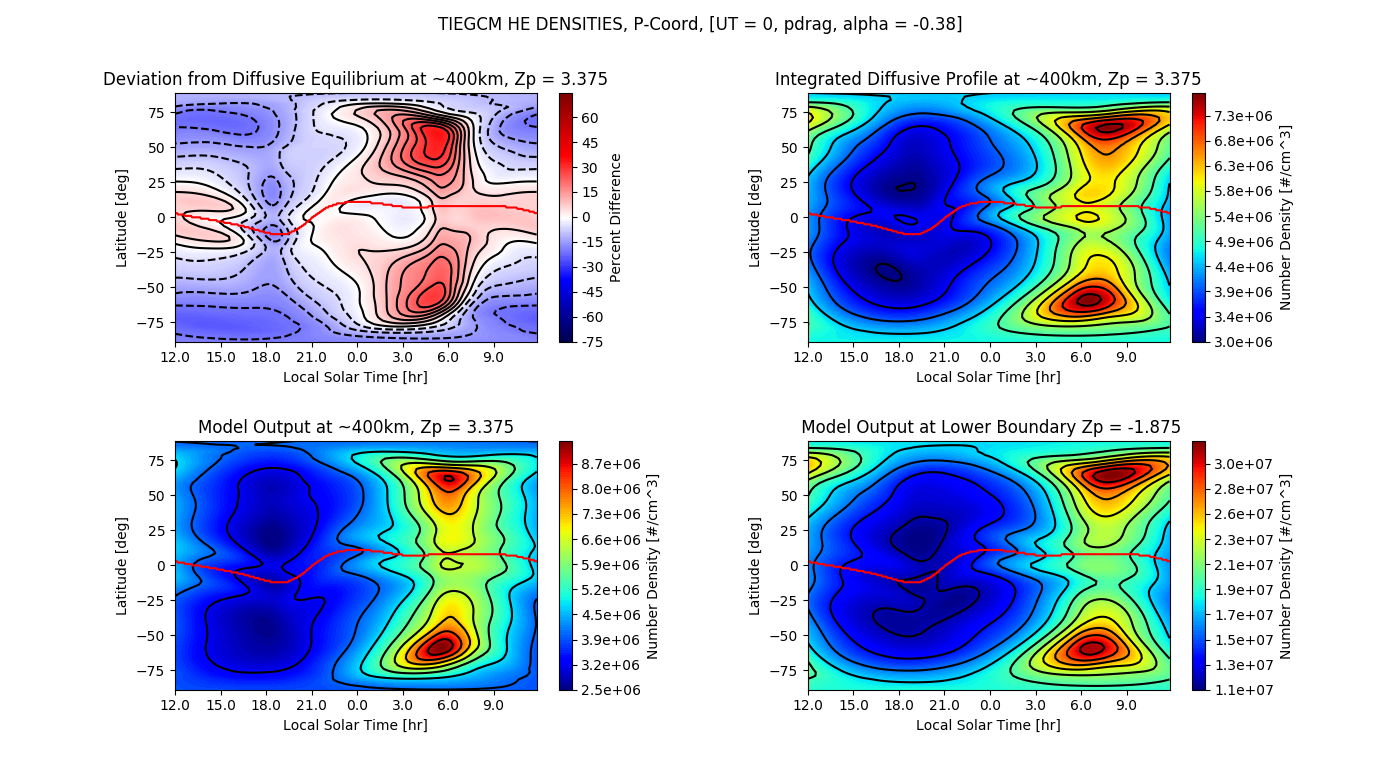 TIEGCM HE DENSITIES, P-Coord, [UT = 0, pdrag, alpha = -0.38]
Deviation from Diffusive Equilibrium at ~400km, Zp = 3.375
75
50
25
0
−25
−50
−75
Latitude [deg]
12.0 15.0 18.0 21.0 0.0 3.0 6.0 9.0
Local Solar Time [hr]
60
45
30
15
0
-15
-30
-45
-60
-75
Percent Difference
Integrated Diffusive Profile at ~400km, Zp = 3.375
75
50
25
0
−25
−50
−75
Latitude [deg]
12.0 15.0 18.0 21.0 0.0 3.0 6.0 9.0
Local Solar Time [hr]
7.3e+06
6.8e+06
6.3e+06
5.8e+06
5.4e+06
4.9e+06
4.4e+06
3.9e+06
3.4e+06
3.0e+06
Number Density [#/cm^3]
Model Output at ~400km, Zp = 3.375
75
50
25
0
−25
−50
−75
Latitude [deg]
12.0 15.0 18.0 21.0 0.0 3.0 6.0 9.0
Local Solar Time [hr]
8.7e+06
8.0e+06
7.3e+06
6.6e+06
5.9e+06
5.2e+06
4.5e+06
3.9e+06
3.2e+06
2.5e+06
Number Density [#/cm^3]
Model Output at Lower Boundary Zp = -1.875
75
50
25
0
−25
−50
−75
Latitude [deg]
12.0 15.0 18.0 21.0 0.0 3.0 6.0 9.0
Local Solar Time [hr]
3.0e+07
2.8e+07
2.6e+07
2.3e+07
2.1e+07
1.9e+07
1.7e+07
1.5e+07
1.3e+07
1.1e+07
Number Density [#/cm^3]